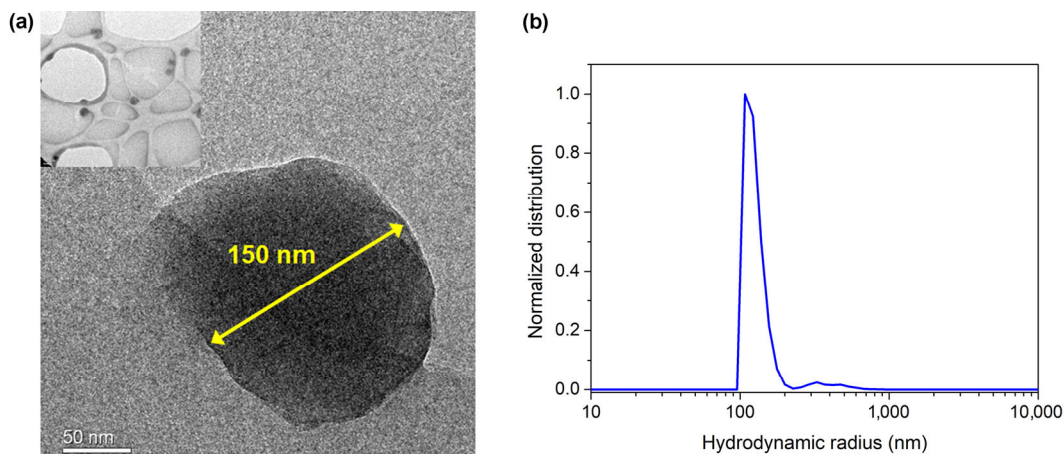 (a)
150 nm
50 nm
(b)
Normalized distribution
1.0
0.8
0.6
0.4
0.2
0.0
10
100
1,000
10,000
Hydrodynamic radius (nm)